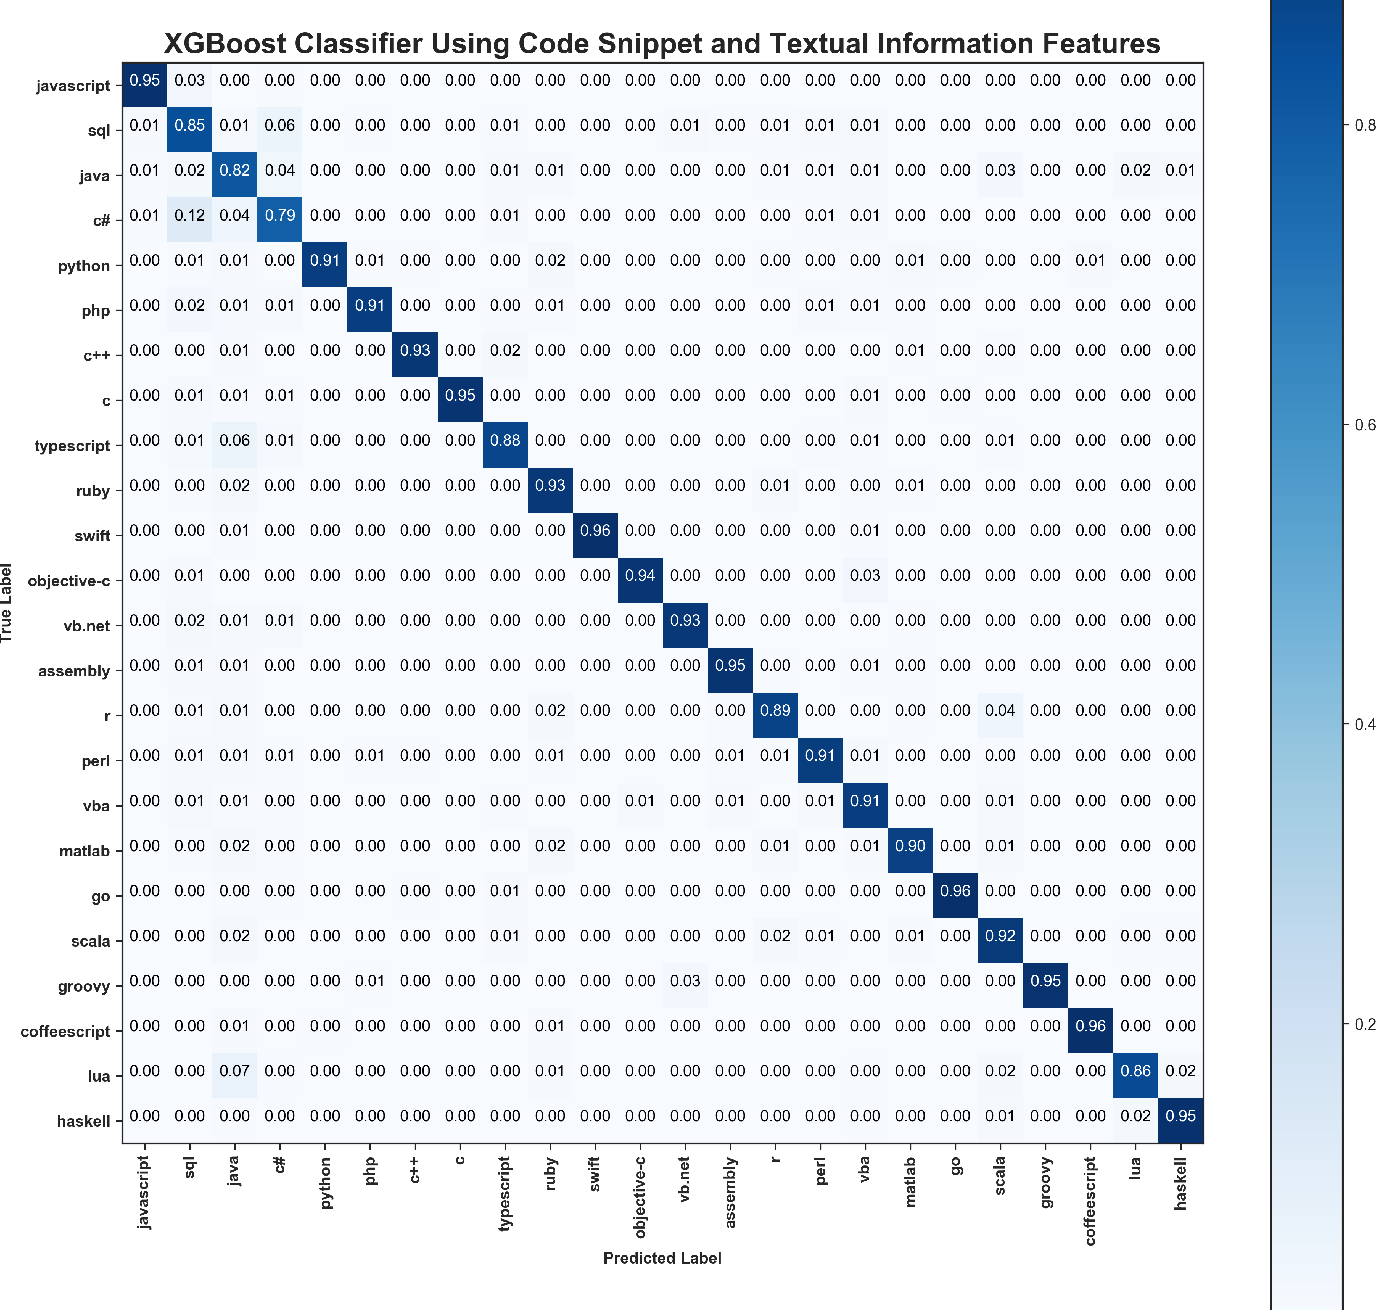 XGBoost Classifier Using Code Snippet and Textual Information Features
javascript 0.95 0.03 0.00 0.00 0.00 0.00 0.00 0.00 0.00 0.00 0.00 0.00 0.00 0.00 0.00 0.00 0.00 0.00 0.00 0.00 0.00 0.00 0.00 0.00
sql 0.01 0.85 0.01 0.06 0.00 0.00 0.00 0.00 0.01 0.00 0.00 0.00 0.01 0.00 0.01 0.01 0.01 0.00 0.00 0.00 0.00 0.00 0.00 0.00
java 0.01 0.02 0.82 0.04 0.00 0.00 0.00 0.00 0.01 0.01 0.00 0.00 0.00 0.00 0.01 0.01 0.01 0.00 0.00 0.03 0.00 0.00 0.02 0.01
c# 0.01 0.12 0.04 0.79 0.00 0.00 0.00 0.00 0.01 0.00 0.00 0.00 0.00 0.00 0.00 0.01 0.01 0.00 0.00 0.00 0.00 0.00 0.00 0.00
python 0.00 0.01 0.01 0.00 0.91 0.01 0.00 0.00 0.00 0.02 0.00 0.00 0.00 0.00 0.00 0.00 0.00 0.01 0.00 0.00 0.00 0.01 0.00 0.00
php 0.00 0.02 0.01 0.01 0.00 0.91 0.00 0.00 0.00 0.01 0.00 0.00 0.00 0.00 0.00 0.01 0.01 0.00 0.00 0.00 0.00 0.00 0.00 0.00
c++ 0.00 0.00 0.01 0.00 0.00 0.00 0.93 0.00 0.02 0.00 0.00 0.00 0.00 0.00 0.00 0.00 0.00 0.01 0.00 0.00 0.00 0.00 0.00 0.00
c 0.00 0.01 0.01 0.01 0.00 0.00 0.00 0.95 0.00 0.00 0.00 0.00 0.00 0.00 0.00 0.00 0.01 0.00 0.00 0.00 0.00 0.00 0.00 0.00
typescript 0.00 0.01 0.06 0.01 0.00 0.00 0.00 0.00 0.88 0.00 0.00 0.00 0.00 0.00 0.00 0.00 0.01 0.00 0.00 0.01 0.00 0.00 0.00 0.00
ruby 0.00 0.00 0.02 0.00 0.00 0.00 0.00 0.00 0.00 0.93 0.00 0.00 0.00 0.00 0.01 0.00 0.00 0.01 0.00 0.00 0.00 0.00 0.00 0.00
swift 0.00 0.00 0.01 0.00 0.00 0.00 0.00 0.00 0.00 0.00 0.96 0.00 0.00 0.00 0.00 0.00 0.01 0.00 0.00 0.00 0.00 0.00 0.00 0.00
objective-c 0.00 0.01 0.00 0.00 0.00 0.00 0.00 0.00 0.00 0.00 0.00 0.94 0.00 0.00 0.00 0.00 0.03 0.00 0.00 0.00 0.00 0.00 0.00 0.00
vb.net 0.00 0.02 0.01 0.01 0.00 0.00 0.00 0.00 0.00 0.00 0.00 0.00 0.93 0.00 0.00 0.00 0.00 0.00 0.00 0.00 0.00 0.00 0.00 0.00
assembly 0.00 0.01 0.01 0.00 0.00 0.00 0.00 0.00 0.00 0.00 0.00 0.00 0.00 0.95 0.00 0.00 0.01 0.00 0.00 0.00 0.00 0.00 0.00 0.00
r 0.00 0.01 0.01 0.00 0.00 0.00 0.00 0.00 0.00 0.02 0.00 0.00 0.00 0.00 0.89 0.00 0.00 0.00 0.00 0.04 0.00 0.00 0.00 0.00
perl 0.00 0.01 0.01 0.01 0.00 0.01 0.00 0.00 0.00 0.01 0.00 0.00 0.00 0.01 0.01 0.91 0.01 0.00 0.00 0.00 0.00 0.00 0.00 0.00
vba 0.00 0.01 0.01 0.00 0.00 0.00 0.00 0.00 0.00 0.00 0.00 0.01 0.00 0.01 0.00 0.01 0.91 0.00 0.00 0.01 0.00 0.00 0.00 0.00
matlab 0.00 0.00 0.02 0.00 0.00 0.00 0.00 0.00 0.00 0.02 0.00 0.00 0.00 0.00 0.01 0.00 0.01 0.90 0.00 0.01 0.00 0.00 0.00 0.00
go 0.00 0.00 0.00 0.00 0.00 0.00 0.00 0.00 0.01 0.00 0.00 0.00 0.00 0.00 0.00 0.00 0.00 0.00 0.96 0.00 0.00 0.00 0.00 0.00
scala 0.00 0.00 0.02 0.00 0.00 0.00 0.00 0.00 0.01 0.00 0.00 0.00 0.00 0.00 0.02 0.01 0.00 0.01 0.00 0.92 0.00 0.00 0.00 0.00
groovy 0.00 0.00 0.00 0.00 0.00 0.01 0.00 0.00 0.00 0.00 0.00 0.00 0.03 0.00 0.00 0.00 0.00 0.00 0.00 0.00 0.95 0.00 0.00 0.00
coffeescript 0.00 0.00 0.01 0.00 0.00 0.00 0.00 0.00 0.00 0.01 0.00 0.00 0.00 0.00 0.00 0.00 0.00 0.00 0.00 0.00 0.00 0.96 0.00 0.00
lua 0.00 0.00 0.07 0.00 0.00 0.00 0.00 0.00 0.00 0.01 0.00 0.00 0.00 0.00 0.00 0.00 0.00 0.00 0.00 0.02 0.00 0.00 0.86 0.02
haskell 0.00 0.00 0.00 0.00 0.00 0.00 0.00 0.00 0.00 0.00 0.00 0.00 0.00 0.00 0.00 0.00 0.00 0.00 0.00 0.01 0.00 0.00 0.02 0.95
javascript sql java c# python php c++ c typescript ruby swift objective-c vb.net assembly r perl vba matlab go scala groovy coffeescript lua haskell
Predicted Label
True Label
0.8
0.6
0.4
0.2